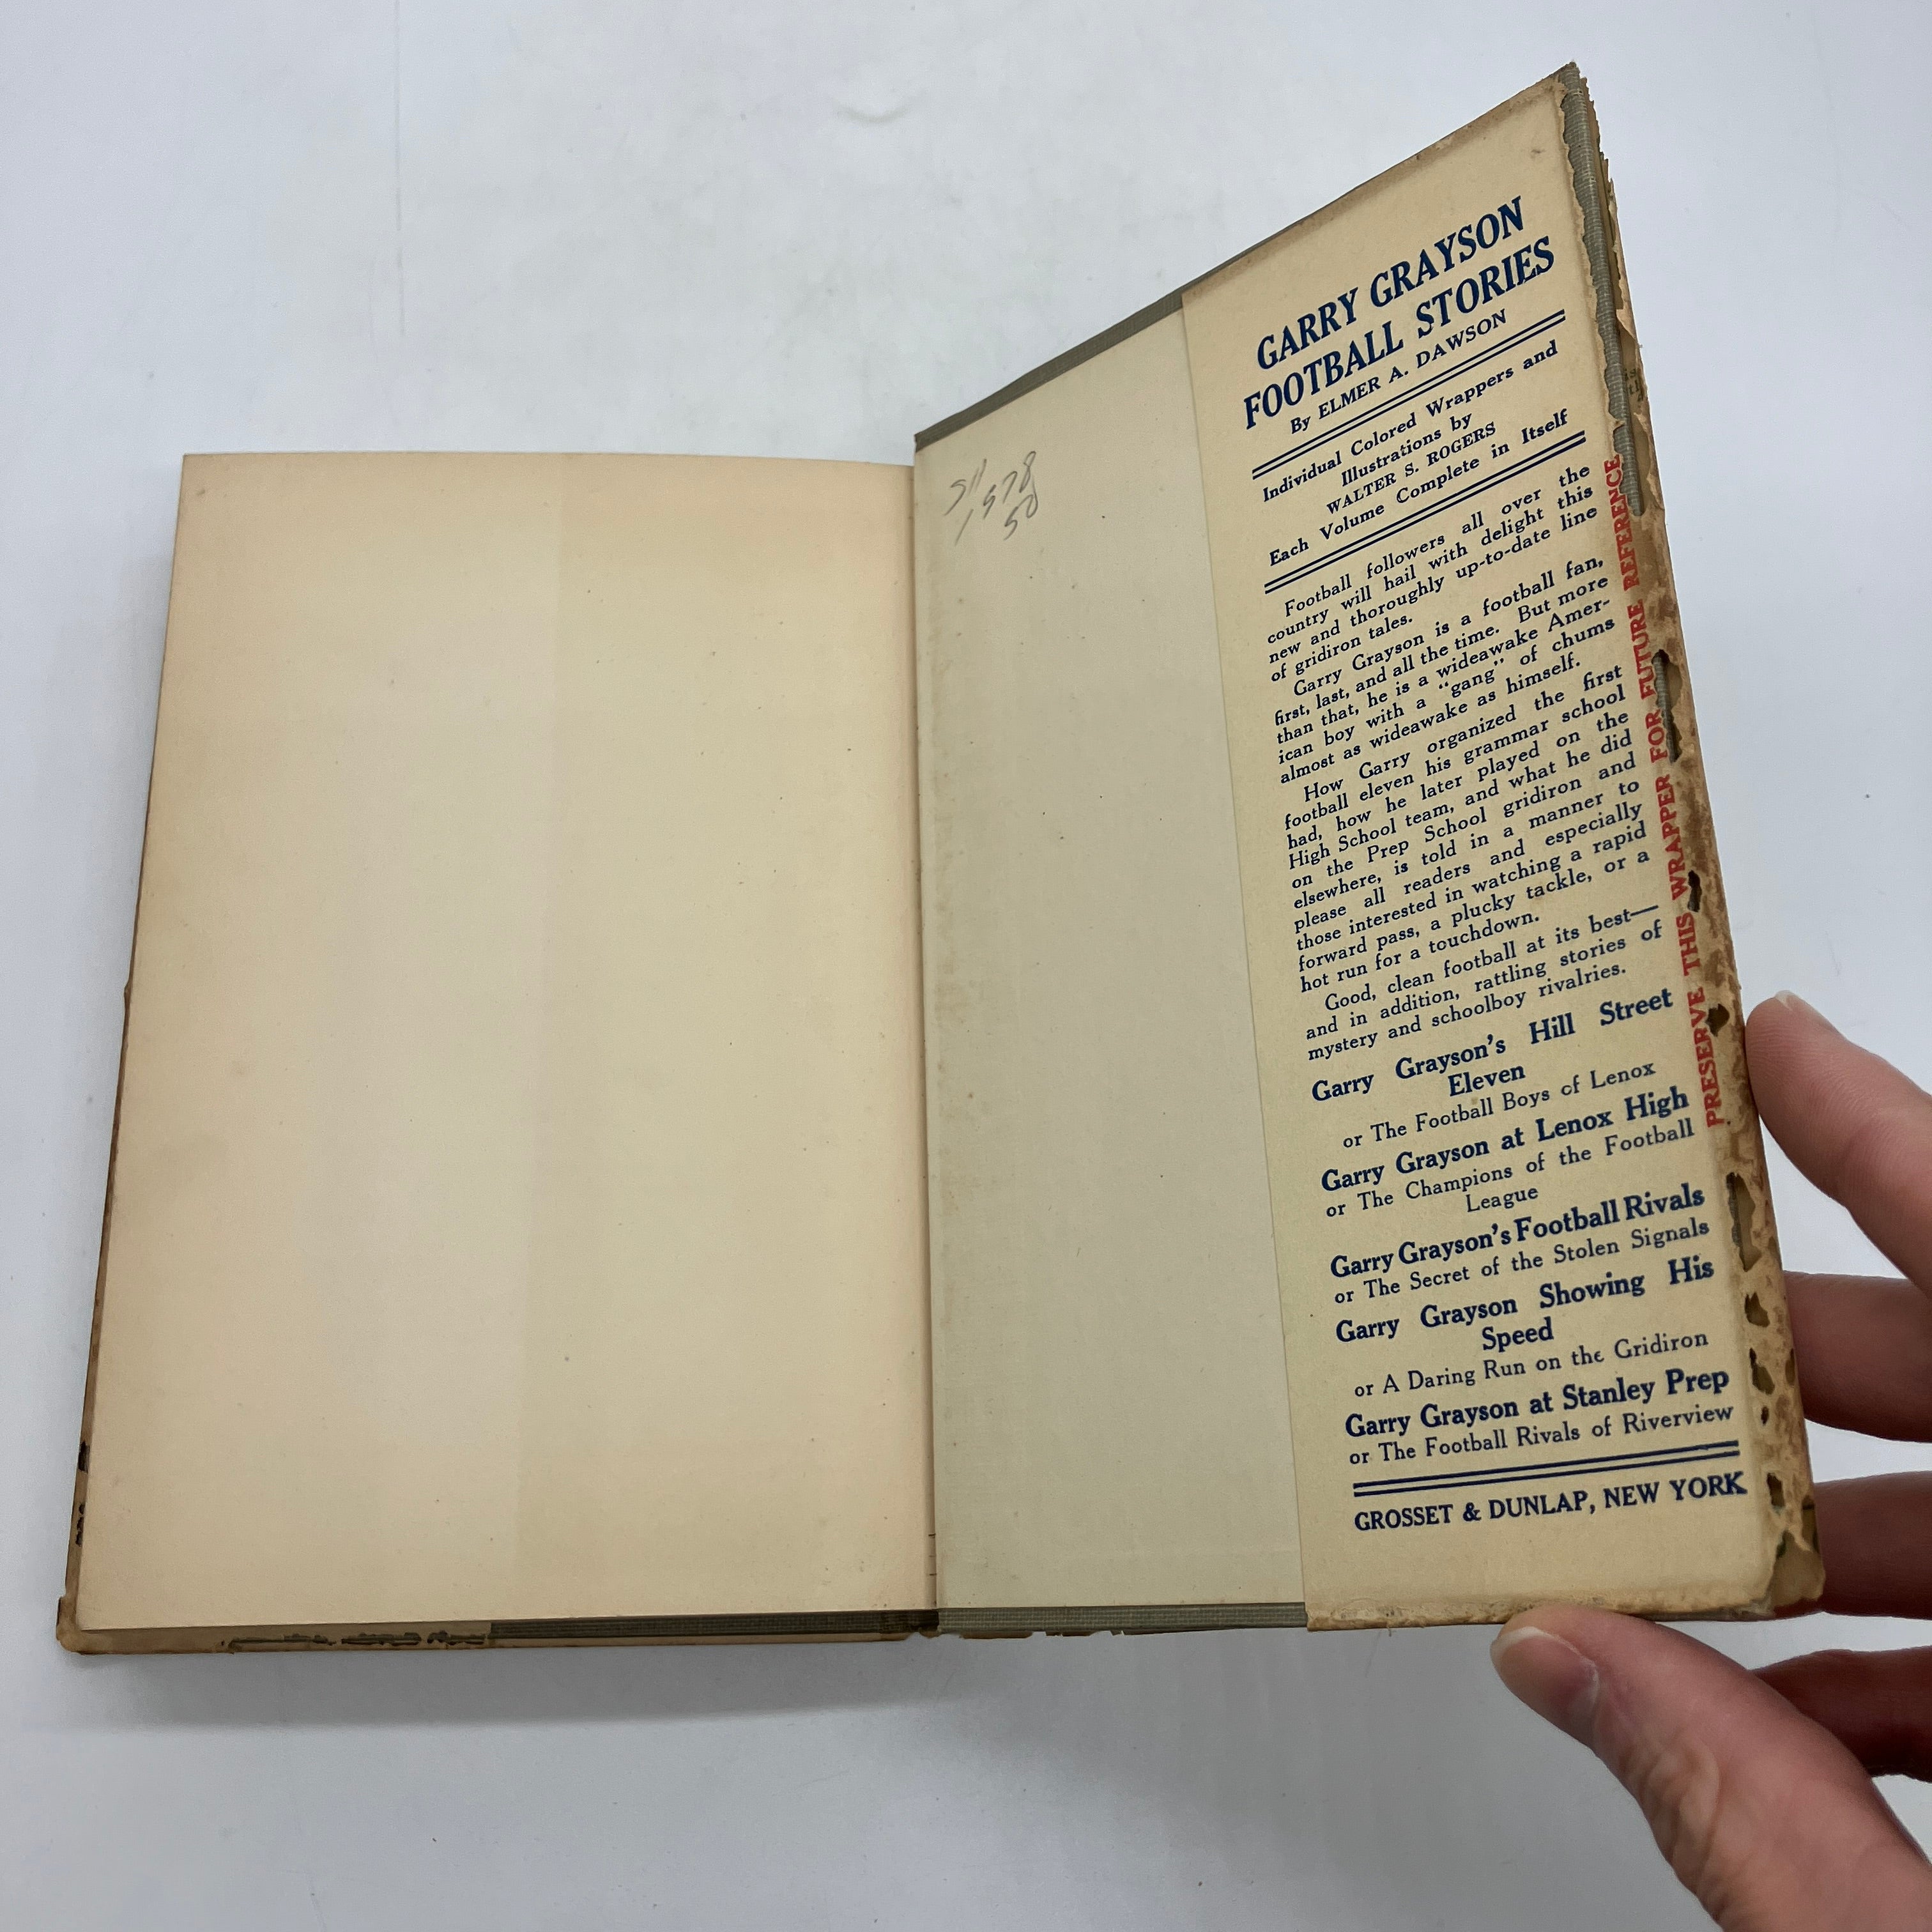 GARRY GRAYSON
FOOTBALL STORIES
By ELMER A. DAWSON
Individual Colored Wrappers and
Illustrations by
WALTER S. ROGERS
Each Volume Complete in Itself
Football followers all over the
country will hail with delight this
new and thoroughly up-to-date line
of gridiron tales.
Garry Grayson is a football fan,
first, last, and all the time. But more
than that, he is a wideawake Amer-
ican boy with a “gang” of chums
almost as wideawake as himself.
How Garry organized the first
football eleven his grammar school
had, how he later played on the
High School team, and what he did
on the Prep School gridiron and
elsewhere, is told in a manner to
please all readers and especially
those interested in watching a rapid
forward pass, a plucky tackle, or a
hot run for a touchdown.
Good, clean football at its best—
and in addition, rattling stories of
mystery and schoolboy rivalries.
Garry Grayson's Hill Street
Eleven
or The Football Boys of Lenox
Garry Grayson at Lenox High
or The Champions of the Football
League
Garry Grayson's Football Rivals
or The Secret of the Stolen Signals
Garry Grayson Showing His
Speed
or A Daring Run on the Gridiron
Garry Grayson at Stanley Prep
or The Football Rivals of Riverview
GROSSET & DUNLAP, NEW YORK
PRESERVE THIS WRAPPER FOR FUTURE REFERENCE